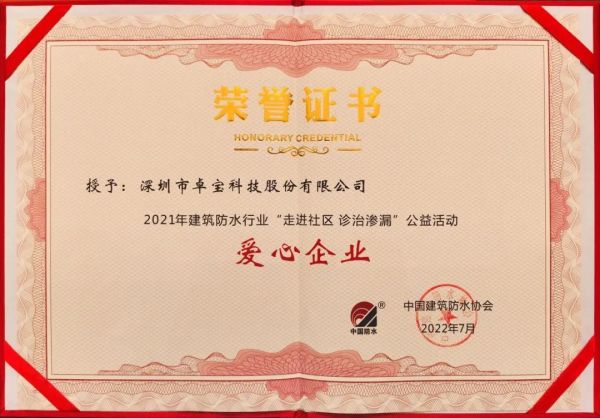 荣誉证书
HONORARY CREDENTIAL
授予：深圳市卓宝科技股份有限公司
2021年建筑防水行业“走进社区 诊治渗漏”公益活动
爱心企业
®
中国防水
中国建筑防水协会
2022年7月